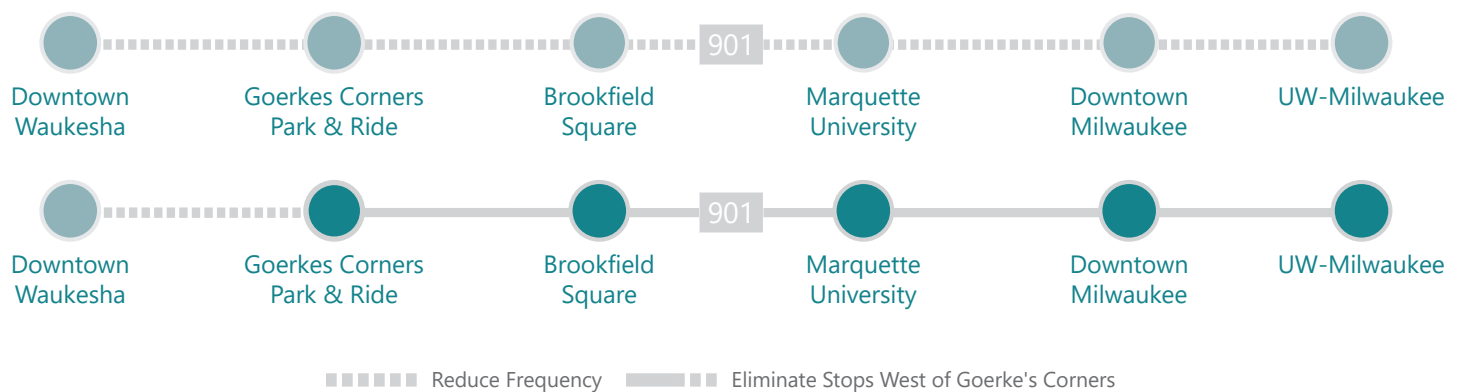 901
Downtown
Waukesha
Goerkes Corners
Park & Ride
Brookfield
Square
Marquette
University
Downtown
Milwaukee
UW-Milwaukee
901
Downtown
Waukesha
Goerkes Corners
Park & Ride
Brookfield
Square
Marquette
University
Downtown
Milwaukee
UW-Milwaukee
Reduce Frequency
Eliminate Stops West of Goerke's Corners